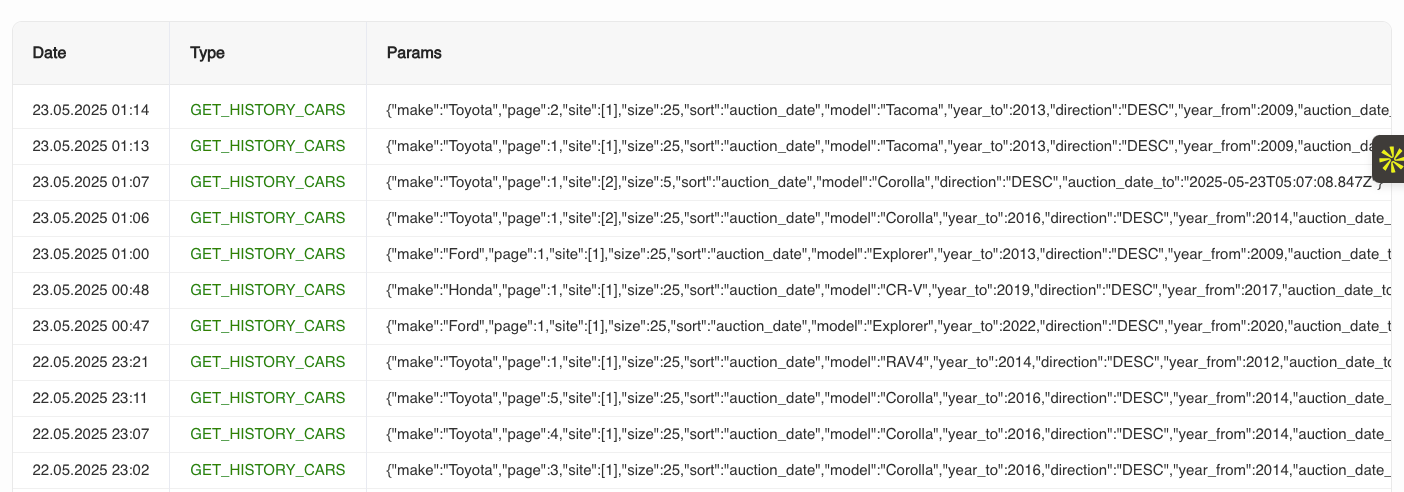 Date Type Params
23.05.2025 01:14 GET_HISTORY_CARS {"make":"Toyota","page":2,"site":[1],"size":25,"sort":"auction_date","model":"Tacoma","year_to":2013,"direction":"DESC","year_from":2009,"auction_date_
23.05.2025 01:13 GET_HISTORY_CARS {"make":"Toyota","page":1,"site":[1],"size":25,"sort":"auction_date","model":"Tacoma","year_to":2013,"direction":"DESC","year_from":2009,"auction_da
23.05.2025 01:07 GET_HISTORY_CARS {"make":"Toyota","page":1,"site":[2],"size":5,"sort":"auction_date","model":"Corolla","direction":"DESC","auction_date_to":"2025-05-23T05:07:08.847Z"}
23.05.2025 01:06 GET_HISTORY_CARS {"make":"Toyota","page":1,"site":[2],"size":25,"sort":"auction_date","model":"Corolla","year_to":2016,"direction":"DESC","year_from":2014,"auction_date_
23.05.2025 01:00 GET_HISTORY_CARS {"make":"Ford","page":1,"site":[1],"size":25,"sort":"auction_date","model":"Explorer","year_to":2013,"direction":"DESC","year_from":2009,"auction_date_t
23.05.2025 00:48 GET_HISTORY_CARS {"make":"Honda","page":1,"site":[1],"size":25,"sort":"auction_date","model":"CR-V","year_to":2019,"direction":"DESC","year_from":2017,"auction_date_to
23.05.2025 00:47 GET_HISTORY_CARS {"make":"Ford","page":1,"site":[1],"size":25,"sort":"auction_date","model":"Explorer","year_to":2022,"direction":"DESC","year_from":2020,"auction_date_t
22.05.2025 23:21 GET_HISTORY_CARS {"make":"Toyota","page":1,"site":[1],"size":25,"sort":"auction_date","model":"RAV4","year_to":2014,"direction":"DESC","year_from":2012,"auction_date_to
22.05.2025 23:11 GET_HISTORY_CARS {"make":"Toyota","page":5,"site":[1],"size":25,"sort":"auction_date","model":"Corolla","year_to":2016,"direction":"DESC","year_from":2014,"auction_date_
22.05.2025 23:07 GET_HISTORY_CARS {"make":"Toyota","page":4,"site":[1],"size":25,"sort":"auction_date","model":"Corolla","year_to":2016,"direction":"DESC","year_from":2014,"auction_date_
22.05.2025 23:02 GET_HISTORY_CARS {"make":"Toyota","page":3,"site":[1],"size":25,"sort":"auction_date","model":"Corolla","year_to":2016,"direction":"DESC","year_from":2014,"auction_date_